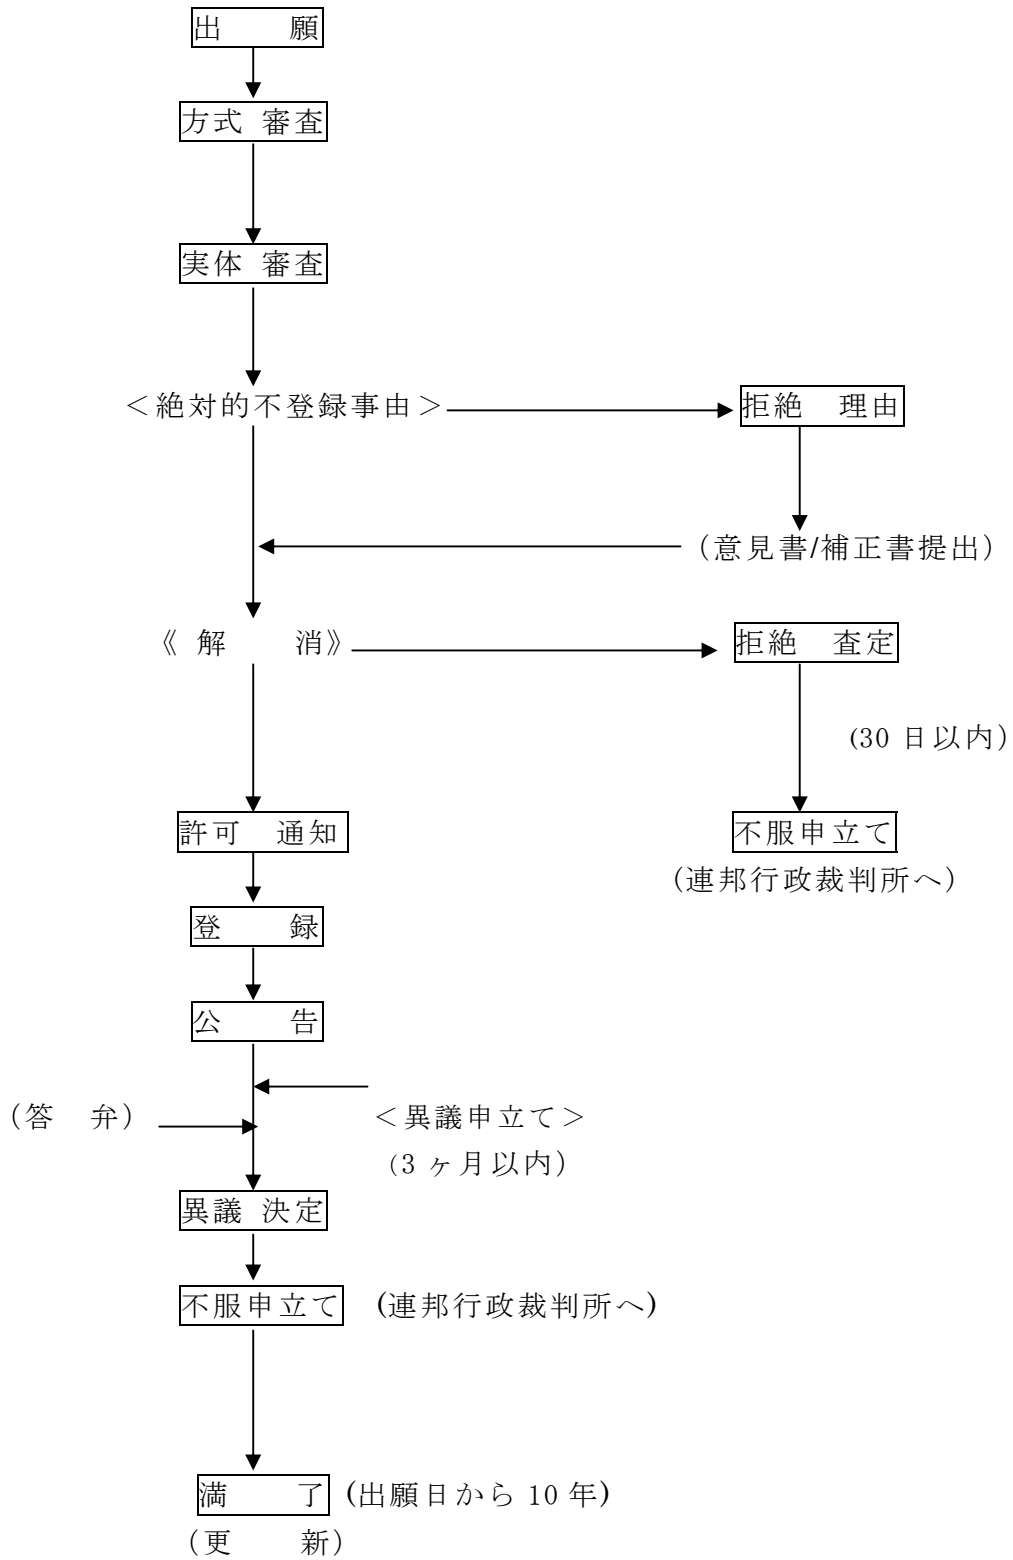 出　　願
方式 審査
実体 審査
＜絶対的不登録事由＞
拒絶　理由
（意見書/補正書提出）
《 解　　消》
拒絶　査定
(30 日以内）
許可　通知
不服申立て
（連邦行政裁判所へ）
登　　録
公　　告
（答　弁）
＜異議申立て＞
（3 ヶ月以内）
異議 決定
不服申立て
(連邦行政裁判所へ)
満　　了
(出願日から 10 年)
（更　　新）